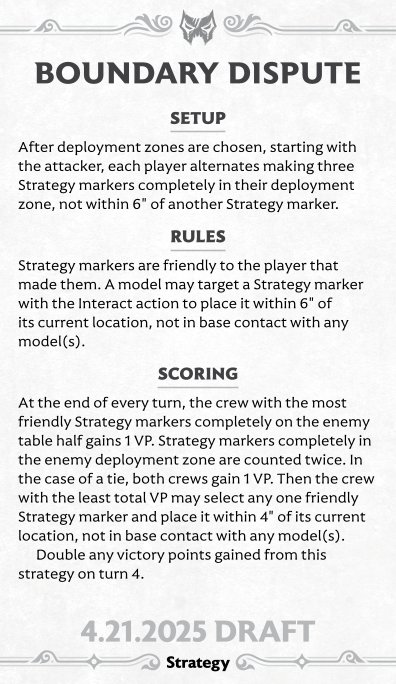 BOUNDARY DISPUTE
SETUP
After deployment zones are chosen, starting with
the attacker, each player alternates making three
Strategy markers completely in their deployment
zone, not within 6" of another Strategy marker.
RULES
Strategy markers are friendly to the player that
made them. A model may target a Strategy marker
with the Interact action to place it within 6" of
its current location, not in base contact with any
model(s).
SCORING
At the end of every turn, the crew with the most
friendly Strategy markers completely on the enemy
table half gains 1 VP. Strategy markers completely in
the enemy deployment zone are counted twice. In
the case of a tie, both crews gain 1 VP. Then the crew
with the least total VP may select any one friendly
Strategy marker and place it within 4" of its current
location, not in base contact with any model(s).
Double any victory points gained from this
strategy on turn 4.
4.21.2025 DRAFT
Strategy